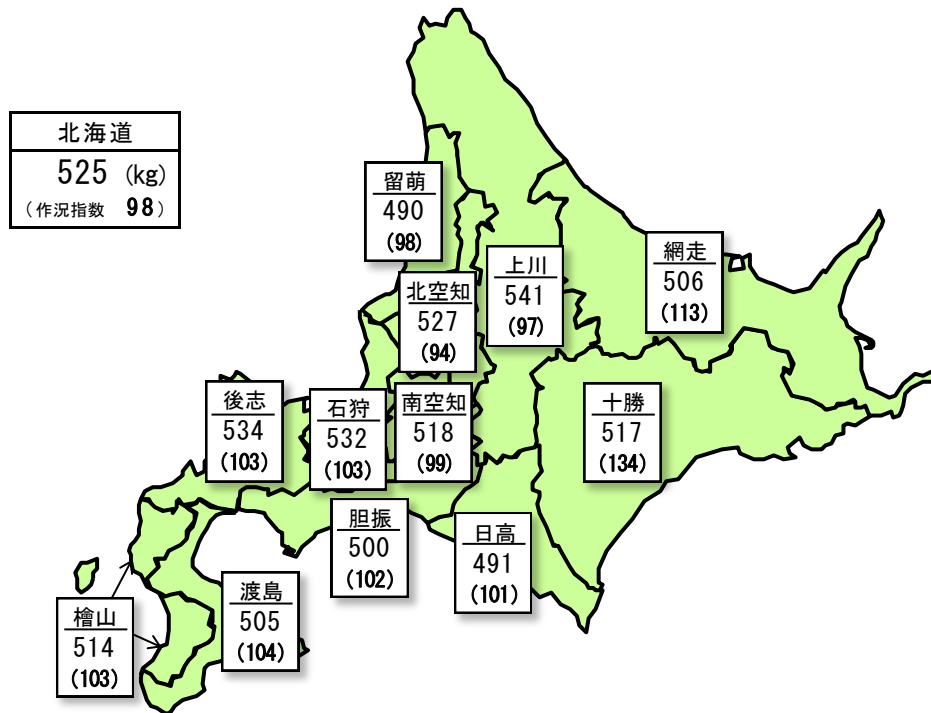 北海道
525 (kg)
(作況指数 98)
留萌
490
(98)
上川
541
(97)
網走
506
(113)
北空知
527
(94)
後志
534
(103)
石狩
532
(103)
南空知
518
(99)
十勝
517
(134)
胆振
500
(102)
日高
491
(101)
檜山
514
(103)
渡島
505
(104)